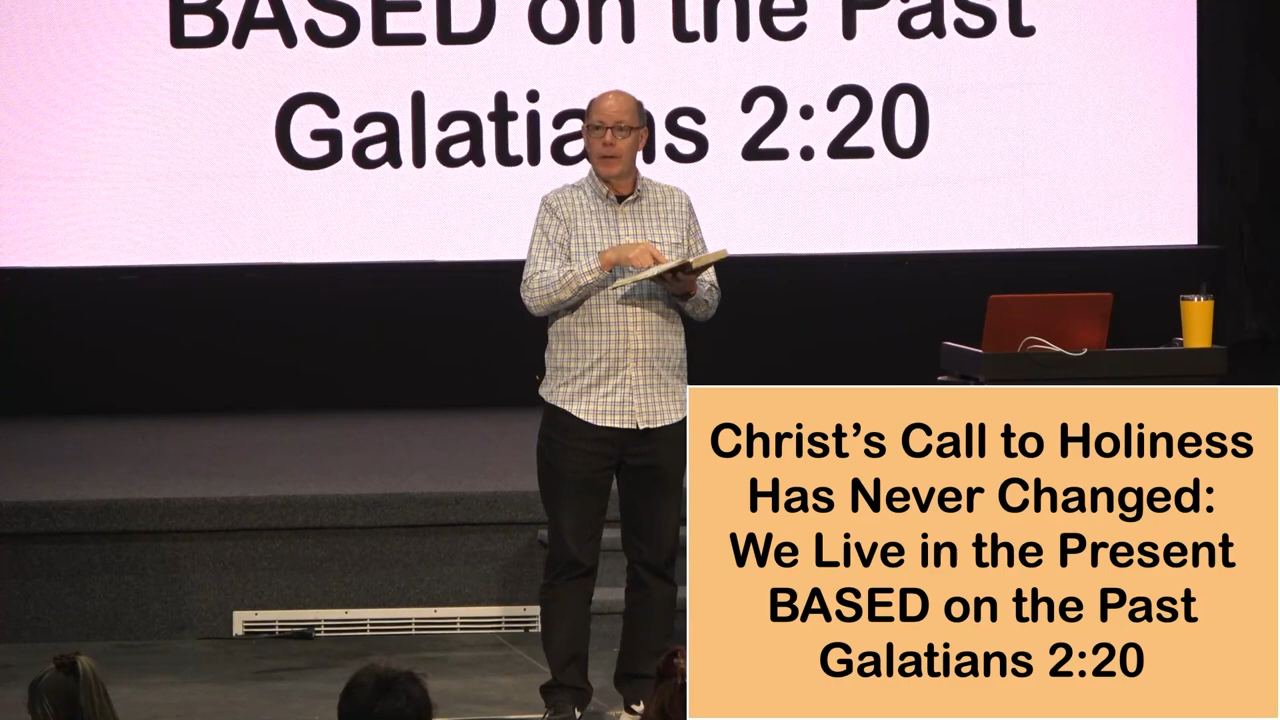 BASED on the Past
Galatians 2:20
Christ's Call to Holiness
Has Never Changed:
We Live in the Present
BASED on the Past
Galatians 2:20